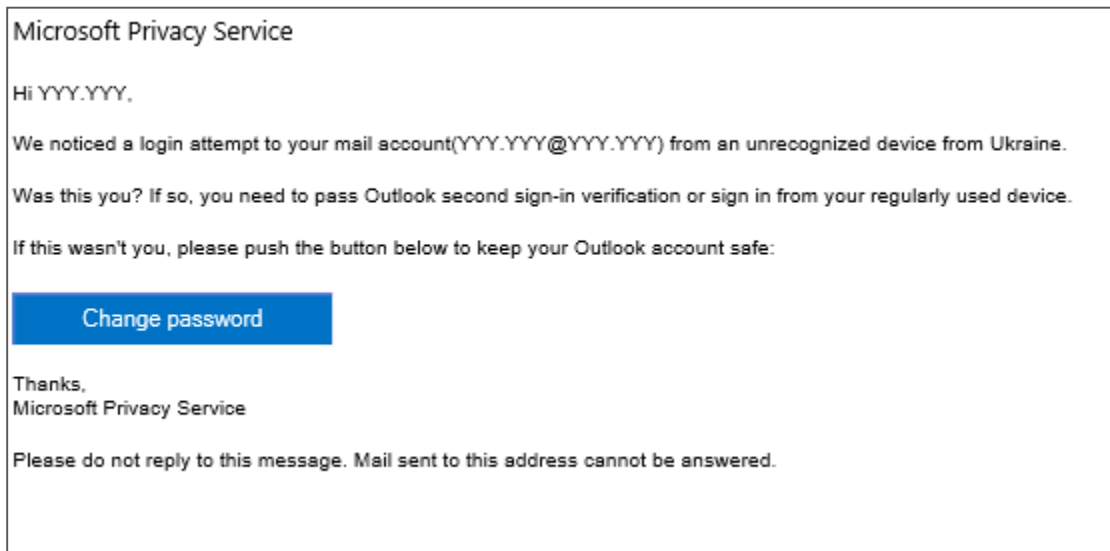 Microsoft Privacy Service
Hi YYY.YYY,
We noticed a login attempt to your mail account(YYY.YYY@YYY.YYY) from an unrecognized device from Ukraine.
Was this you? If so, you need to pass Outlook second sign-in verification or sign in from your regularly used device.
If this wasn't you, please push the button below to keep your Outlook account safe:
Change password
Thanks,
Microsoft Privacy Service
Please do not reply to this message. Mail sent to this address cannot be answered.